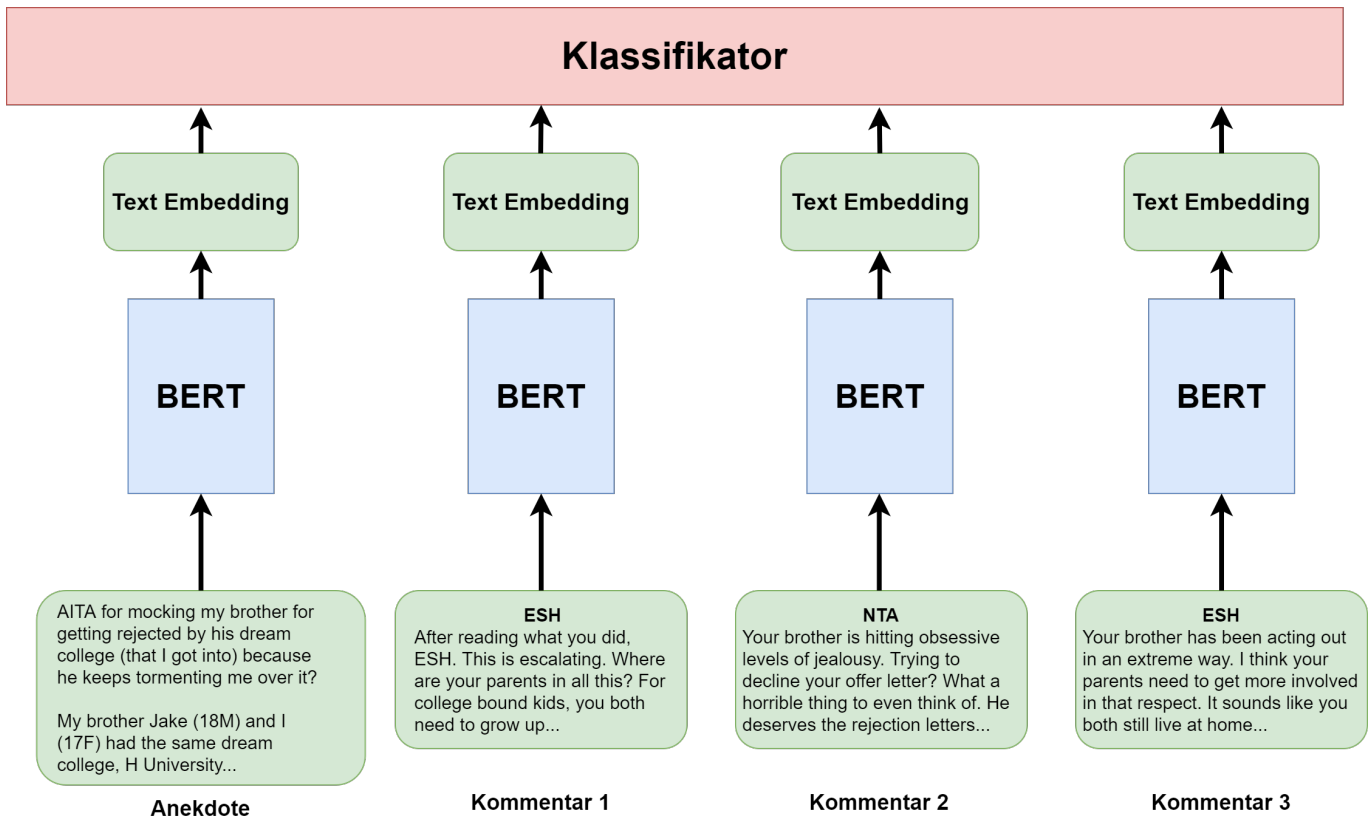 Klassifikator
Text Embedding
Text Embedding
Text Embedding
Text Embedding
BERT
BERT
BERT
BERT
AITA for mocking my brother for
getting rejected by his dream
college (that I got into) because
he keeps tormenting me over it?
My brother Jake (18M) and I
(17F) had the same dream
college, H University...
Anekdote
ESH
After reading what you did,
ESH. This is escalating. Where
are your parents in all this? For
college bound kids, you both
need to grow up...
Kommentar 1
NTA
Your brother is hitting obsessive
levels of jealousy. Trying to
decline your offer letter? What a
horrible thing to even think of. He
deserves the rejection letters...
Kommentar 2
ESH
Your brother has been acting out
in an extreme way. I think your
parents need to get more involved
in that respect. It sounds like you
both still live at home...
Kommentar 3